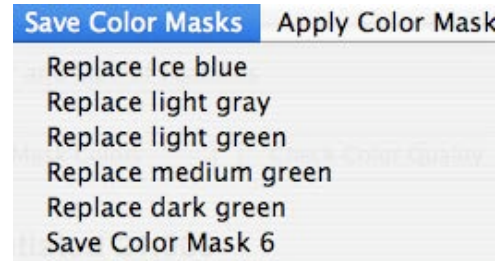 Save Color Masks Apply Color Mask
Replace Ice blue
Replace light gray
Replace light green
Replace medium green
Replace dark green
Save Color Mask 6